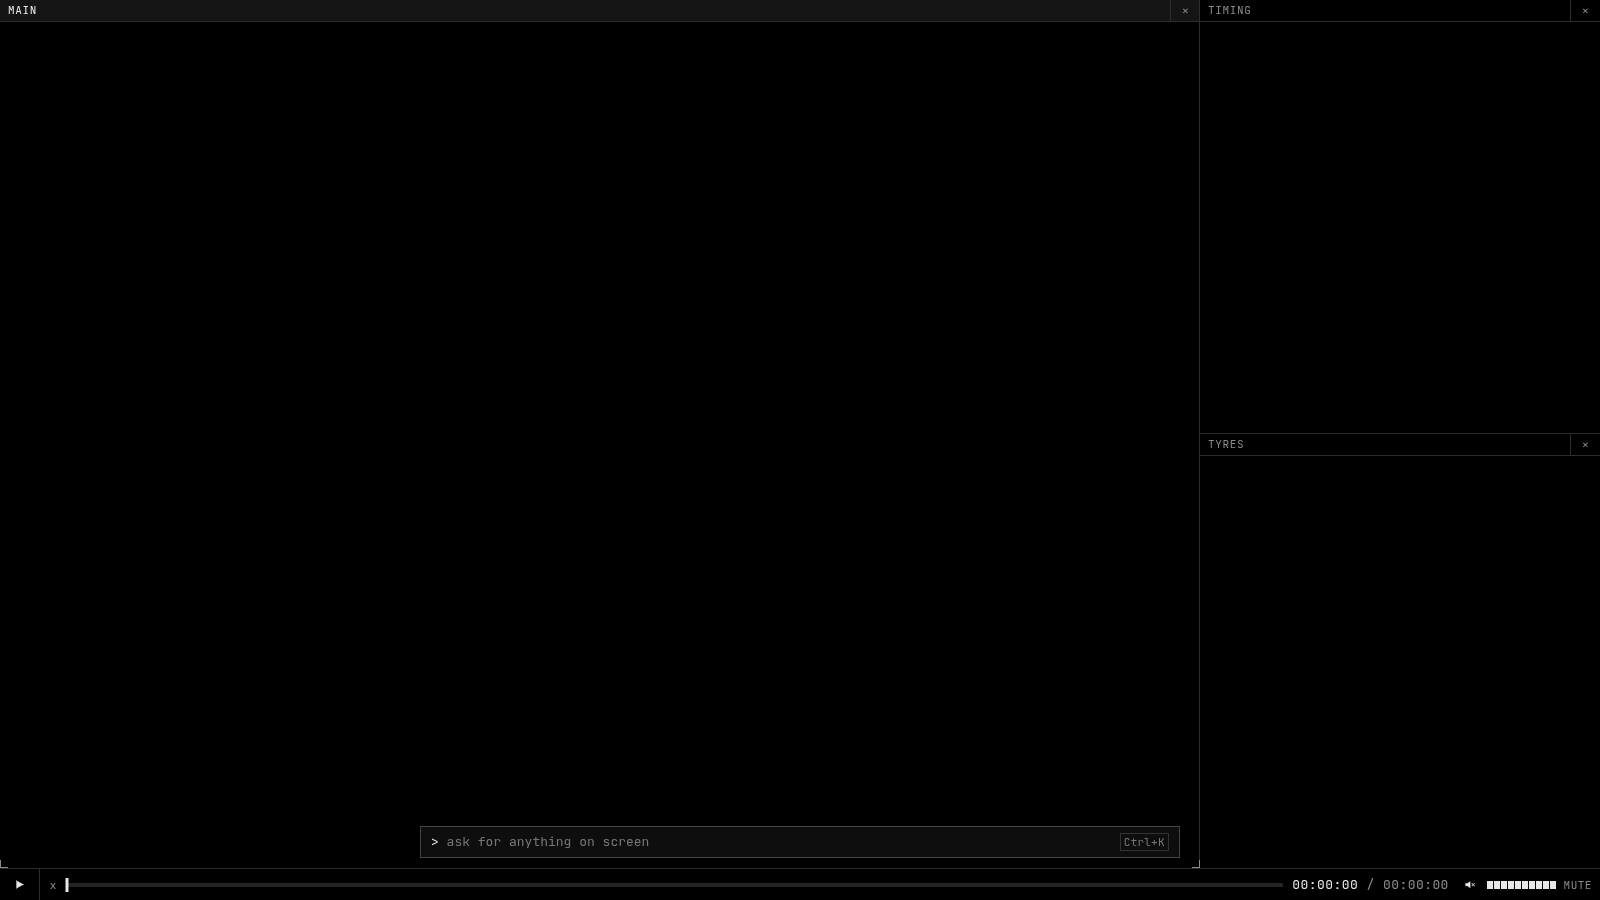 MAIN ×
TIMING ×
TYRES ×
> ask for anything on screen Ctrl+K
x 00:00:00 / 00:00:00 MUTE